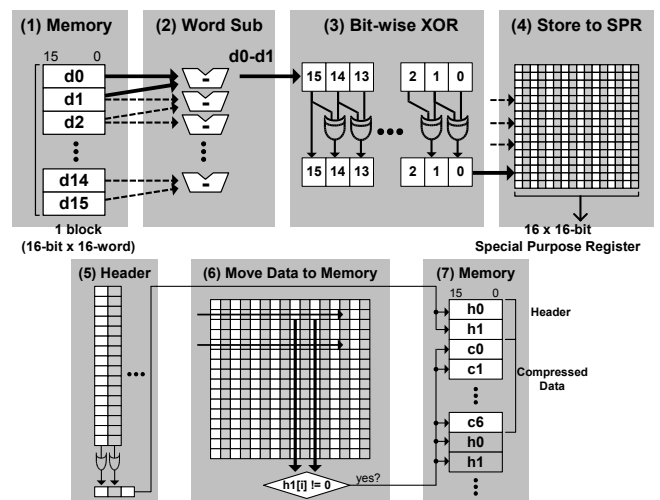 (1) Memory
(2) Word Sub
(3) Bit-wise XOR
(4) Store to SPR
15 0
d0
d1
d2
d14
d15
1 block
(16-bit x 16-word)
-
-
-
-
d0-d1
15 14 13
2 1 0
15 14 13
2 1 0
16 x 16-bit
Special Purpose Register
(5) Header
(6) Move Data to Memory
h1[i] != 0
yes?
(7) Memory
15 0
h0
h1
c0
c1
c6
h0
h1
Header
Compressed
Data